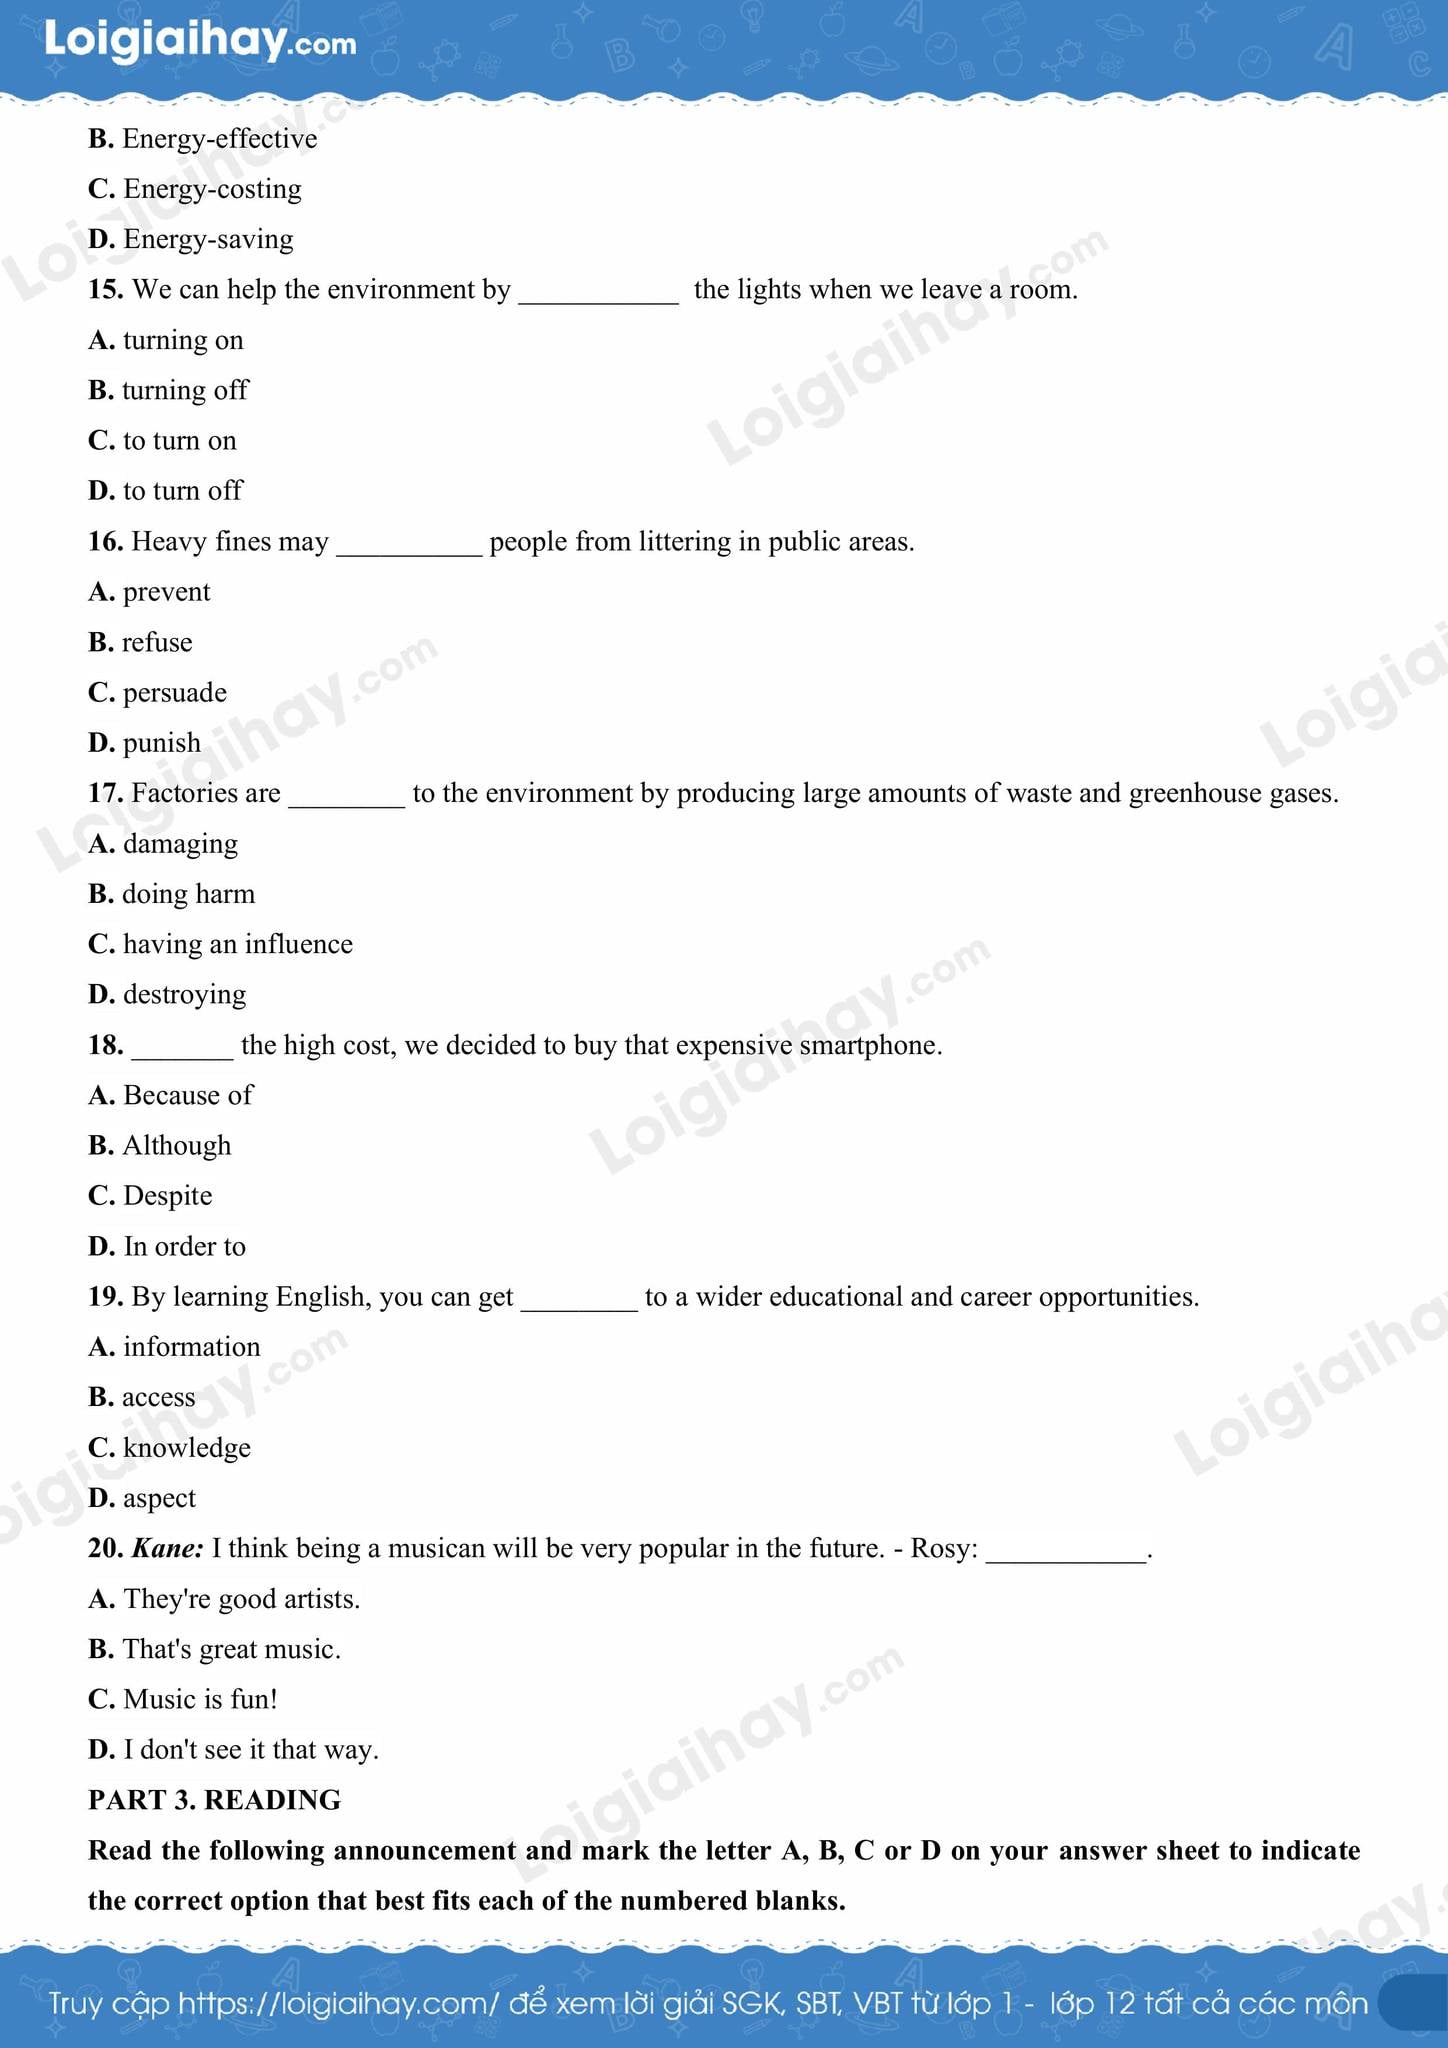 Loigiaihay.com
B. Energy-effective
C. Energy-costing
D. Energy-saving
15. We can help the environment by ___________ the lights when we leave a room.
A. turning on
B. turning off
C. to turn on
D. to turn off
16. Heavy fines may __________ people from littering in public areas.
A. prevent
B. refuse
C. persuade
D. punish
17. Factories are ________ to the environment by producing large amounts of waste and greenhouse gases.
A. damaging
B. doing harm
C. having an influence
D. destroying
18. _______ the high cost, we decided to buy that expensive smartphone.
A. Because of
B. Although
C. Despite
D. In order to
19. By learning English, you can get ________ to a wider educational and career opportunities.
A. information
B. access
C. knowledge
D. aspect
20. Kane: I think being a musican will be very popular in the future. - Rosy: ___________.
A. They're good artists.
B. That's great music.
C. Music is fun!
D. I don't see it that way.
PART 3. READING
Read the following announcement and mark the letter A, B, C or D on your answer sheet to indicate
the correct option that best fits each of the numbered blanks.
Truy cập https://loigiaihay.com/ để xem lời giải SGK, SBT, VBT từ lớp 1 - lớp 12 tất cả các môn